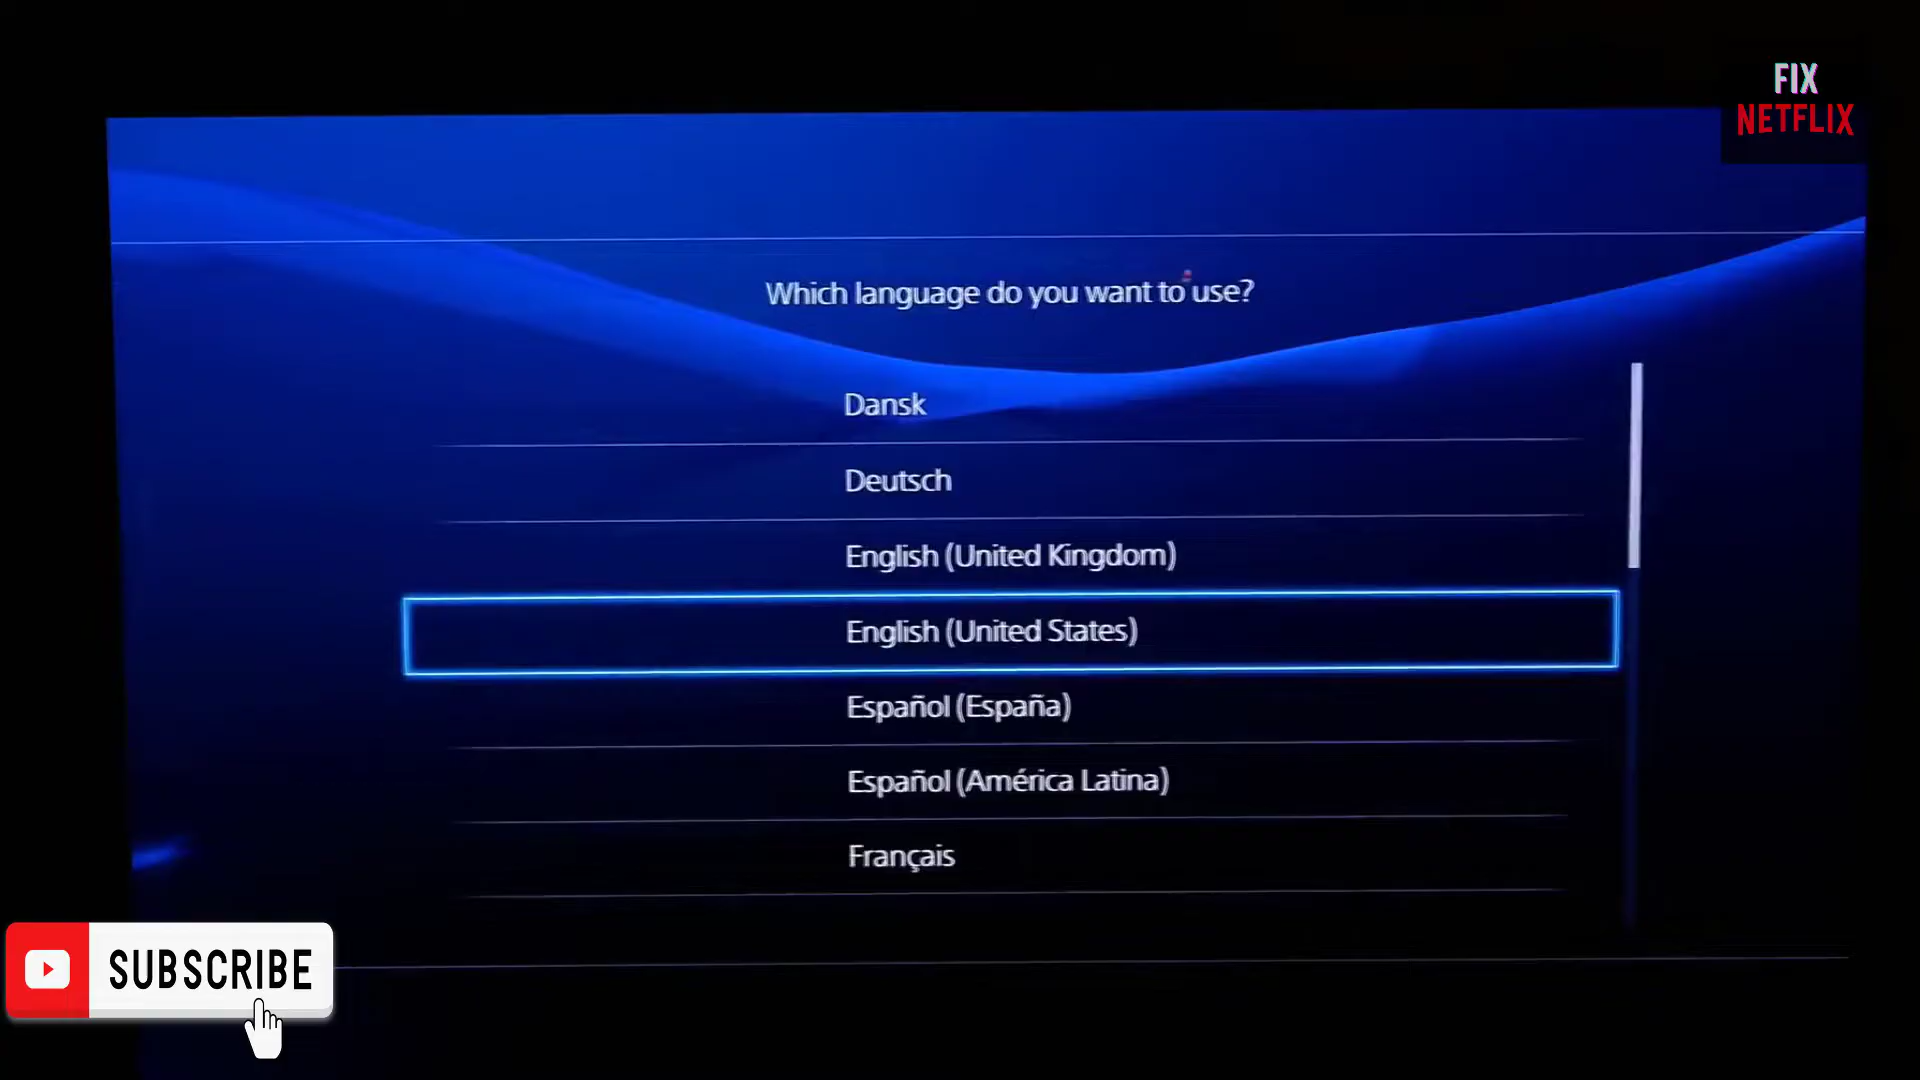 FIX
NETFLIX
Which language do you want to use?
Dansk
Deutsch
English (United Kingdom)
English (United States)
Español (España)
Español (América Latina)
Français
SUBSCRIBE